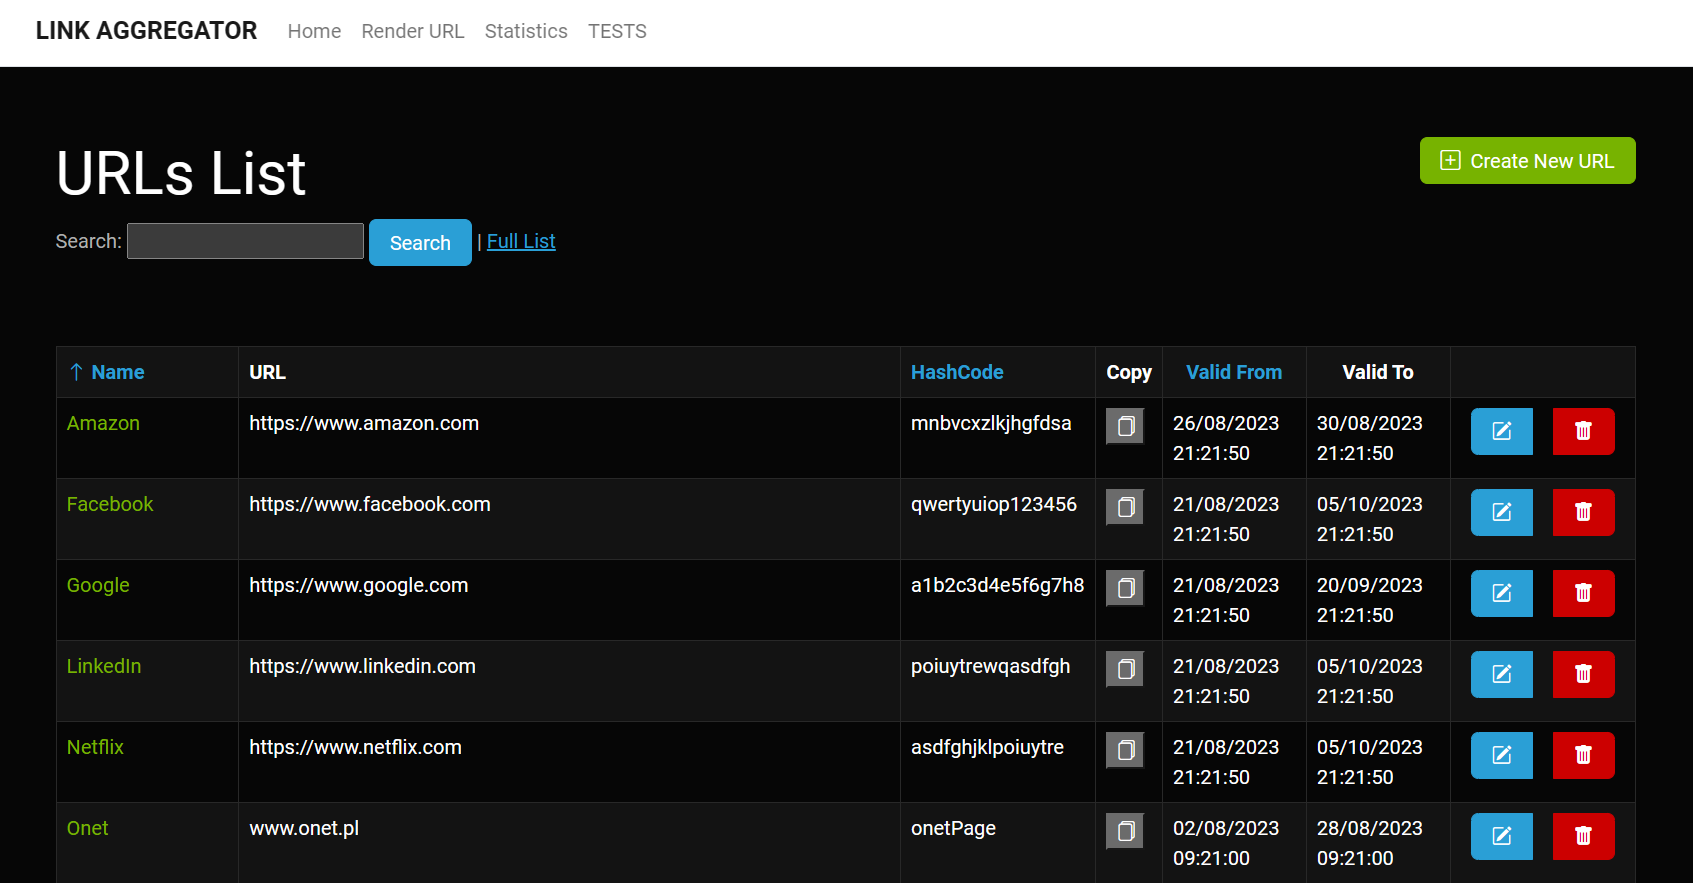 LINK AGGREGATOR Home Render URL Statistics TESTS
URLs List
Create New URL
Search: Search | Full List
↑ Name URL HashCode Copy Valid From Valid To
Amazon https://www.amazon.com mnbvcxzlkjhgfdsa 26/08/2023 30/08/2023
21:21:50 21:21:50
Facebook https://www.facebook.com qwertyuiop123456 21/08/2023 05/10/2023
21:21:50 21:21:50
Google https://www.google.com a1b2c3d4e5f6g7h8 21/08/2023 20/09/2023
21:21:50 21:21:50
LinkedIn https://www.linkedin.com poiuytrewqasdfgh 21/08/2023 05/10/2023
21:21:50 21:21:50
Netflix https://www.netflix.com asdfghjklpoiuytre 21/08/2023 05/10/2023
21:21:50 21:21:50
Onet www.onet.pl onetPage 02/08/2023 28/08/2023
09:21:00 09:21:00